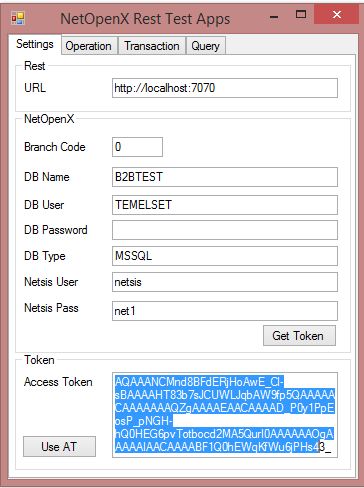 NetOpenX Rest Test Apps
Settings Operation Transaction Query
Rest
URL http://localhost:7070
NetOpenX
Branch Code 0
DB Name B2BTEST
DB User TEMELSET
DB Password
DB Type MSSQL
Netsis User netsis
Netsis Pass net1
Get Token
Token
Access Token AQAAANCMnd8BFdERjHoAwE_Cl-
sBAAAAHT83b7sJCUWLJqbAW9fp5QAAAAA
CAAAAAAAQZgAAAAEAACAAAAD_P0y1PpE
osP_pNGH-
hQ0HEG6pvTotbocd2MA5QurI0AAAAAAOgA
AAAAIAACAAAABF1Q0hEWqKfWu6jPHs43_
Use AT